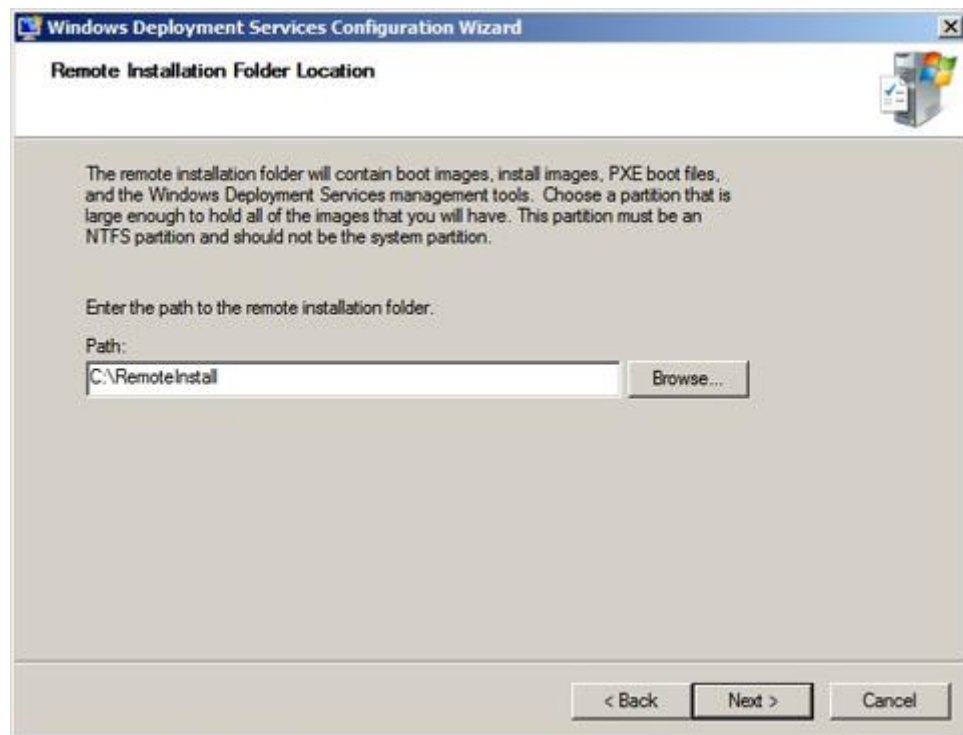 Windows Deployment Services Configuration Wizard
Remote Installation Folder Location
The remote installation folder will contain boot images, install images, PXE boot files,
and the Windows Deployment Services management tools. Choose a partition that is
large enough to hold all of the images that you will have. This partition must be an
NTFS partition and should not be the system partition.
Enter the path to the remote installation folder.
Path:
C:\RemoteInstall
Browse...
< Back
Next >
Cancel